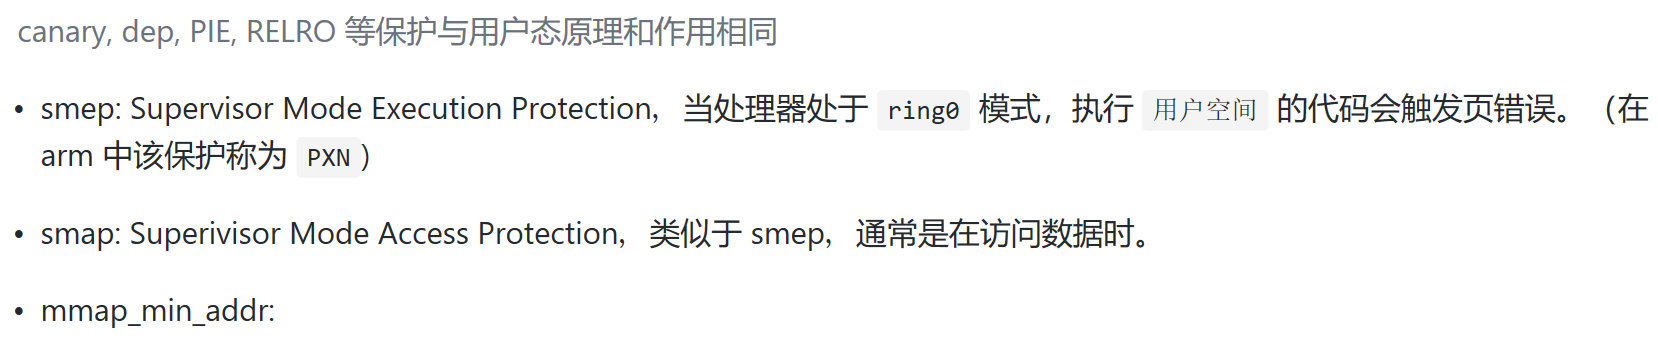 canary, dep, PIE, RELRO 等保护与用户态原理和作用相同
• smep: Supervisor Mode Execution Protection，当处理器处于 ring0 模式，执行 用户空间 的代码会触发页错误。（在
arm 中该保护称为 PXN）
• smap: Superivisor Mode Access Protection，类似于 smep，通常是在访问数据时。
• mmap_min_addr: